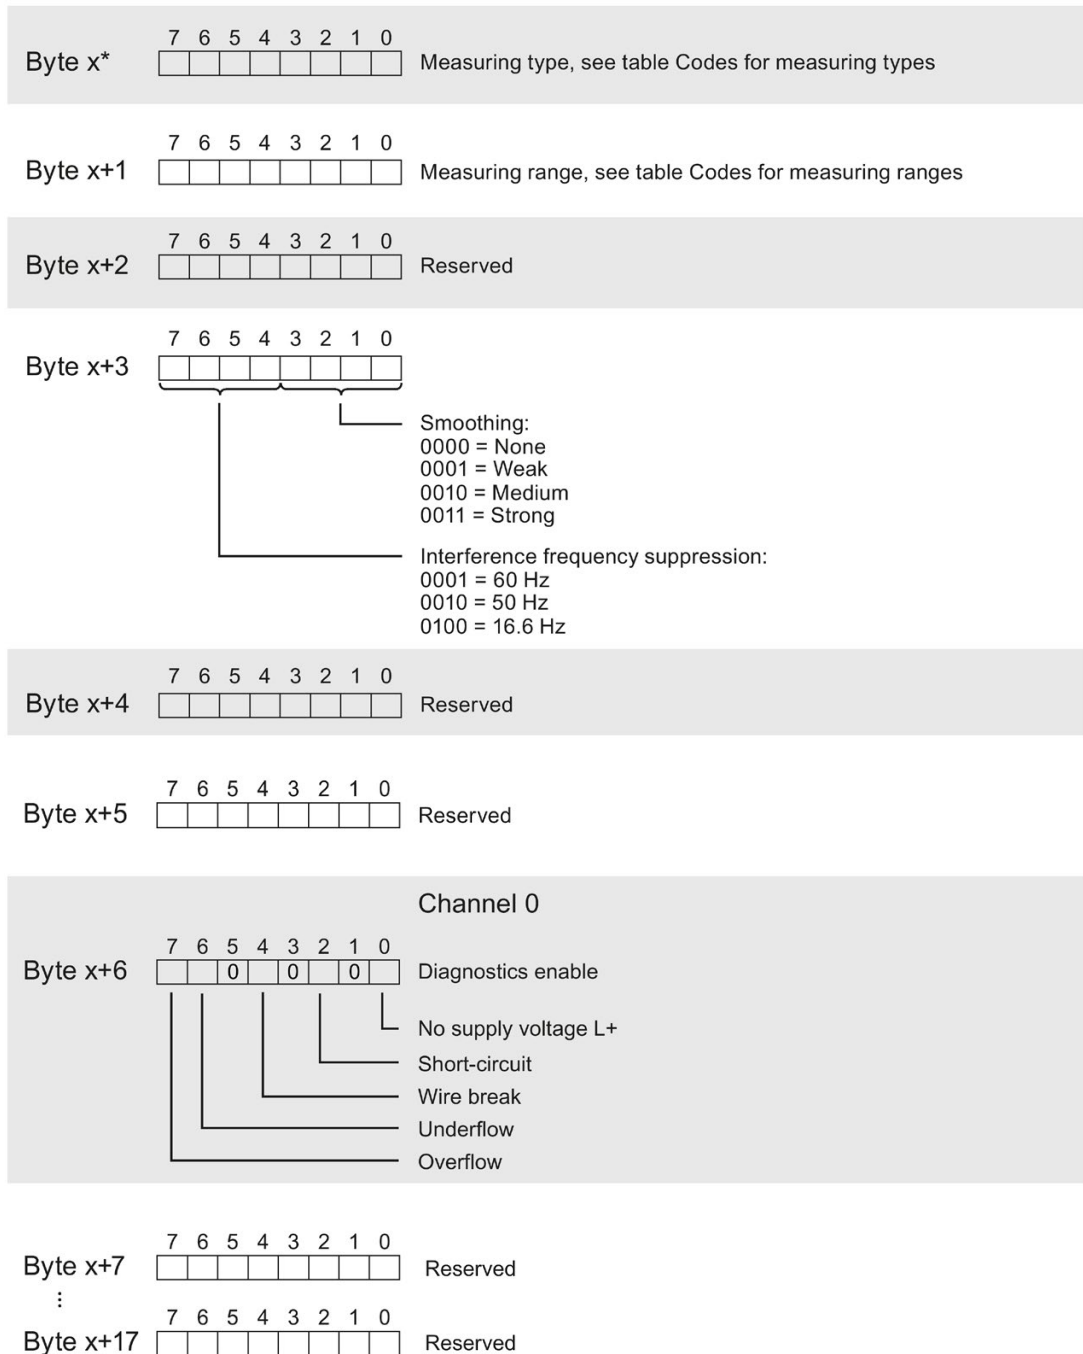 7 6 5 4 3 2 1 0
Byte x* Measuring type, see table Codes for measuring types
7 6 5 4 3 2 1 0
Byte x+1 Measuring range, see table Codes for measuring ranges
7 6 5 4 3 2 1 0
Byte x+2 Reserved
7 6 5 4 3 2 1 0
Byte x+3
Smoothing:
0000 = None
0001 = Weak
0010 = Medium
0011 = Strong
Interference frequency suppression:
0001 = 60 Hz
0010 = 50 Hz
0100 = 16.6 Hz
7 6 5 4 3 2 1 0
Byte x+4 Reserved
7 6 5 4 3 2 1 0
Byte x+5 Reserved
Channel 0
7 6 5 4 3 2 1 0
Byte x+6 0 0 0 Diagnostics enable
No supply voltage L+
Short-circuit
Wire break
Underflow
Overflow
7 6 5 4 3 2 1 0
Byte x+7 Reserved
⋮
7 6 5 4 3 2 1 0
Byte x+17 Reserved